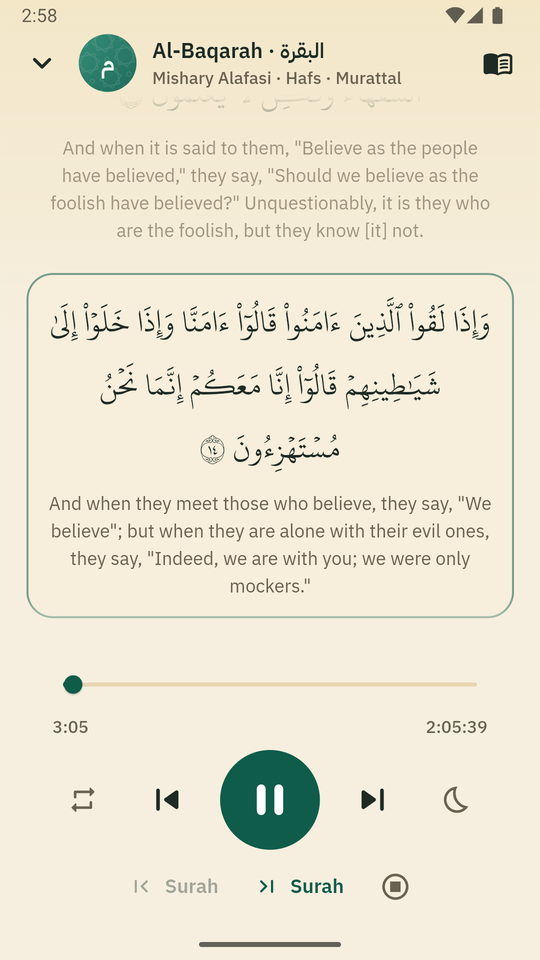 2:58
م
Al-Baqarah · البقرة
Mishary Alafasi · Hafs · Murattal
And when it is said to them, "Believe as the people
have believed," they say, "Should we believe as the
foolish have believed?" Unquestionably, it is they who
are the foolish, but they know [it] not.
وَإِذَا لَقُوا۟ ٱلَّذِينَ ءَامَنُوا۟ قَالُوٓا۟ ءَامَنَّا وَإِذَا خَلَوْا۟ إِلَىٰ
شَيَـٰطِينِهِمْ قَالُوٓا۟ إِنَّا مَعَكُمْ إِنَّمَا نَحْنُ
مُسْتَهْزِءُونَ ١٤
And when they meet those who believe, they say, "We
believe"; but when they are alone with their evil ones,
they say, "Indeed, we are with you; we were only
mockers."
3:05
2:05:39
Surah
Surah